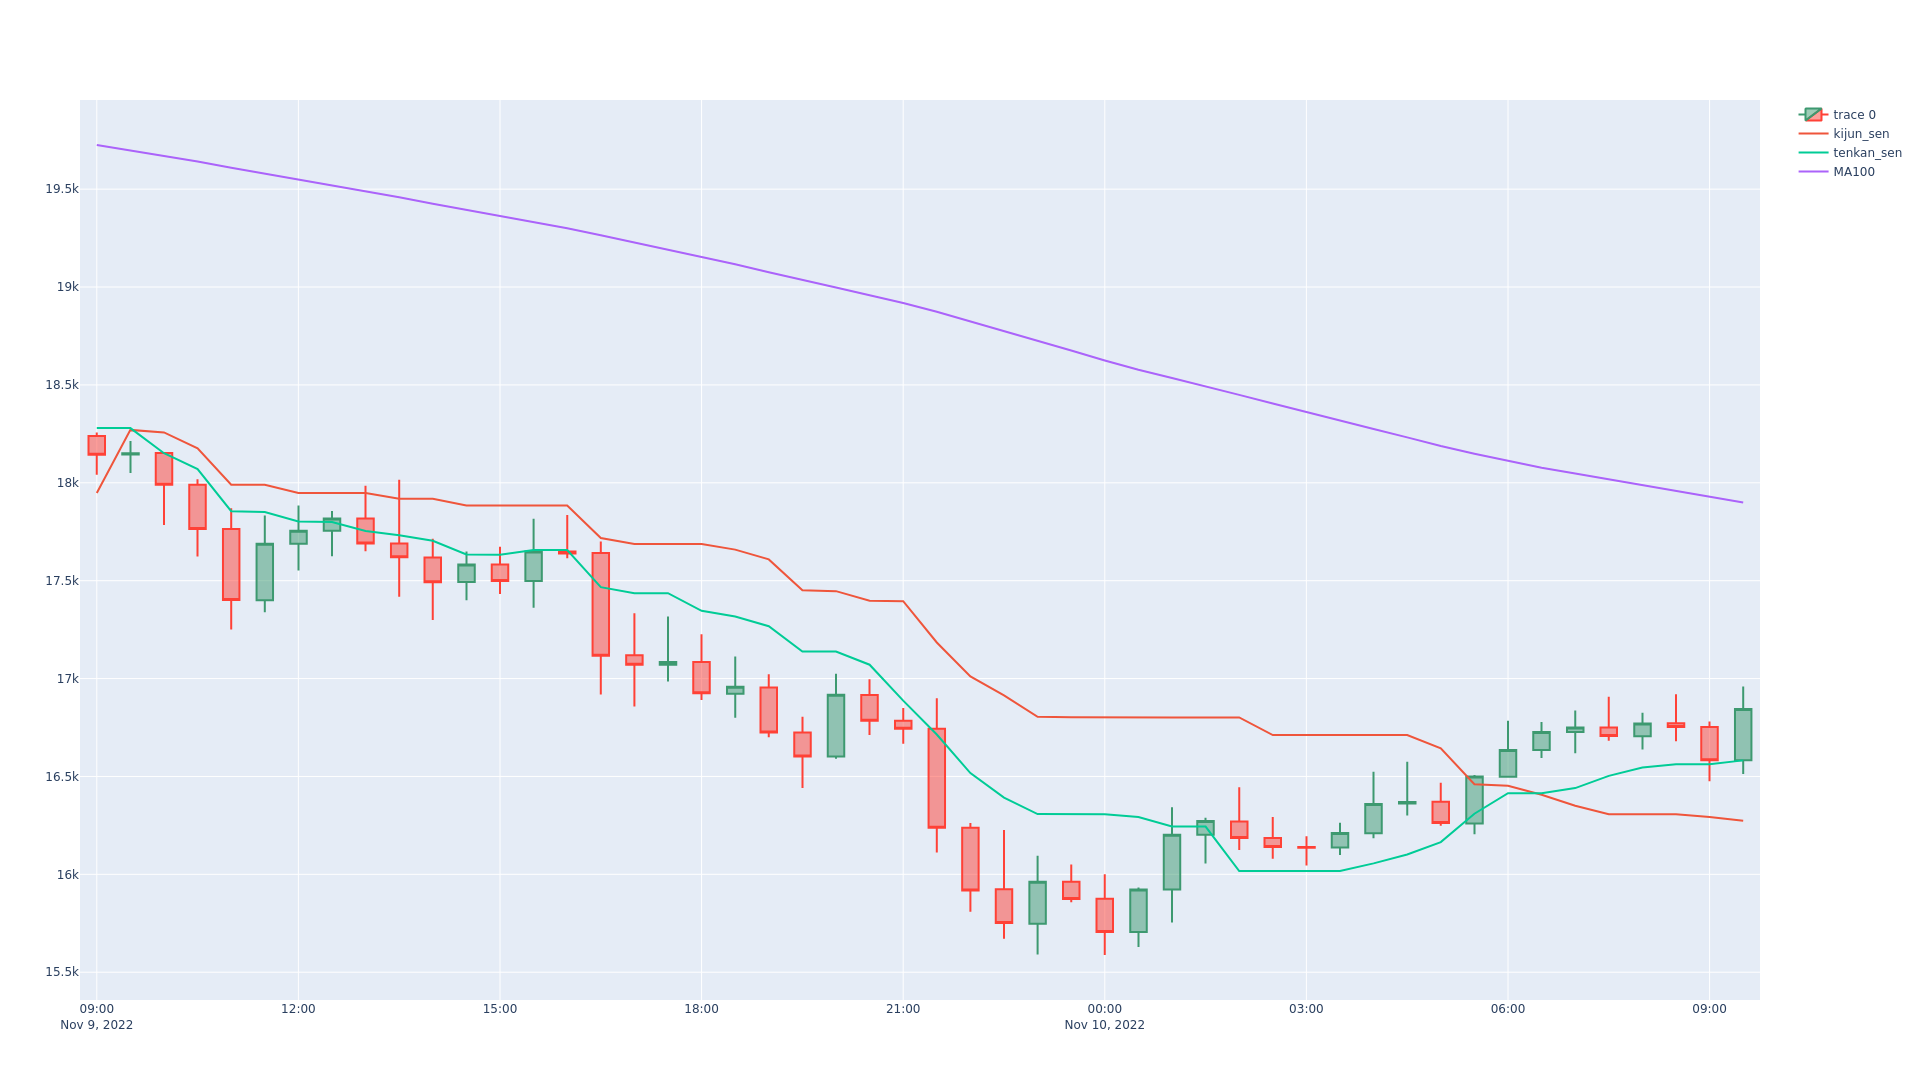 trace 0
kijun_sen
tenkan_sen
MA100
19.5k
19k
18.5k
18k
17.5k
17k
16.5k
16k
15.5k
09:00 12:00 15:00 18:00 21:00 00:00 03:00 06:00 09:00
Nov 9, 2022 Nov 10, 2022